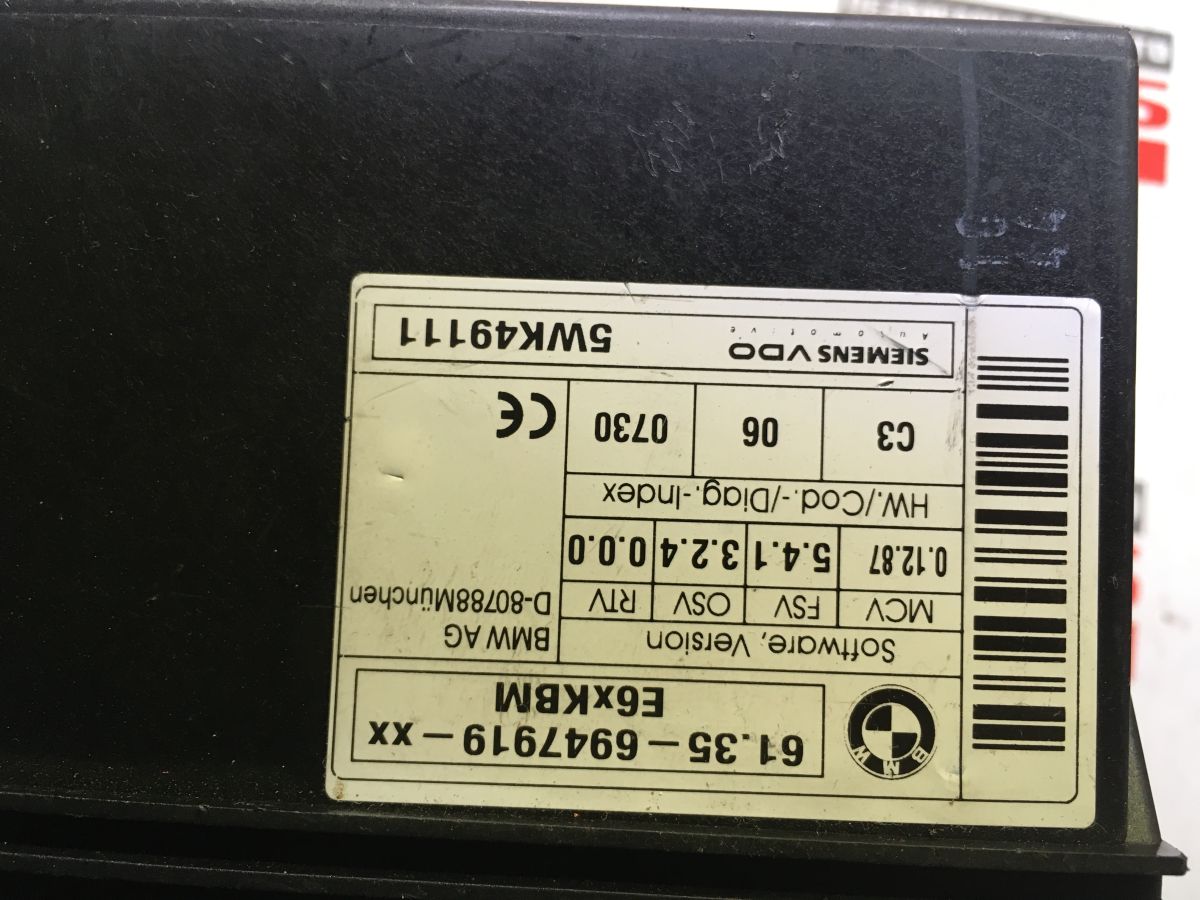 61.35 – 6947919 – xx
E6xKBM
BMW
Software, Version
MCV FSV OSV RTV
0.12.87 5.4.1 3.2.4 0.0.0
BMW AG
D-80788München
HW./Cod.-/Diag.-Index
C3 06 0730
CE
SIEMENS VDO
Automotive
5WK49111